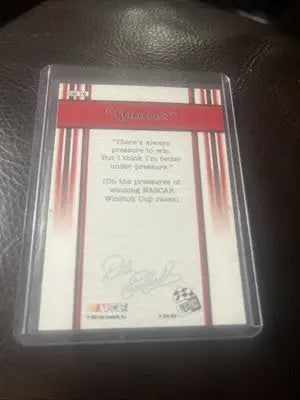 "Quotes"
"There's always
pressure to win.
But I think I'm better
under pressure."
(On the pressures of
winning NASCAR
Winston Cup races)
NASCAR